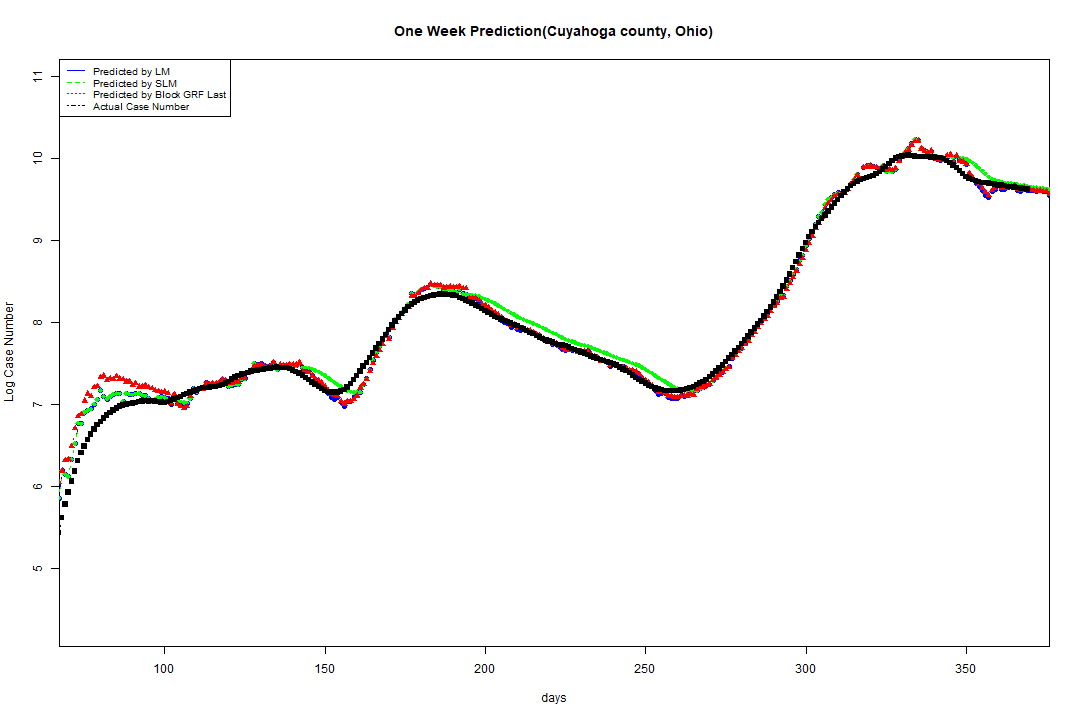 One Week Prediction(Cuyahoga county, Ohio)
Predicted by LM
Predicted by SLM
Predicted by Block GRF Last
Actual Case Number
Log Case Number
11
10
9
8
7
6
5
100 150 200 250 300 350
days